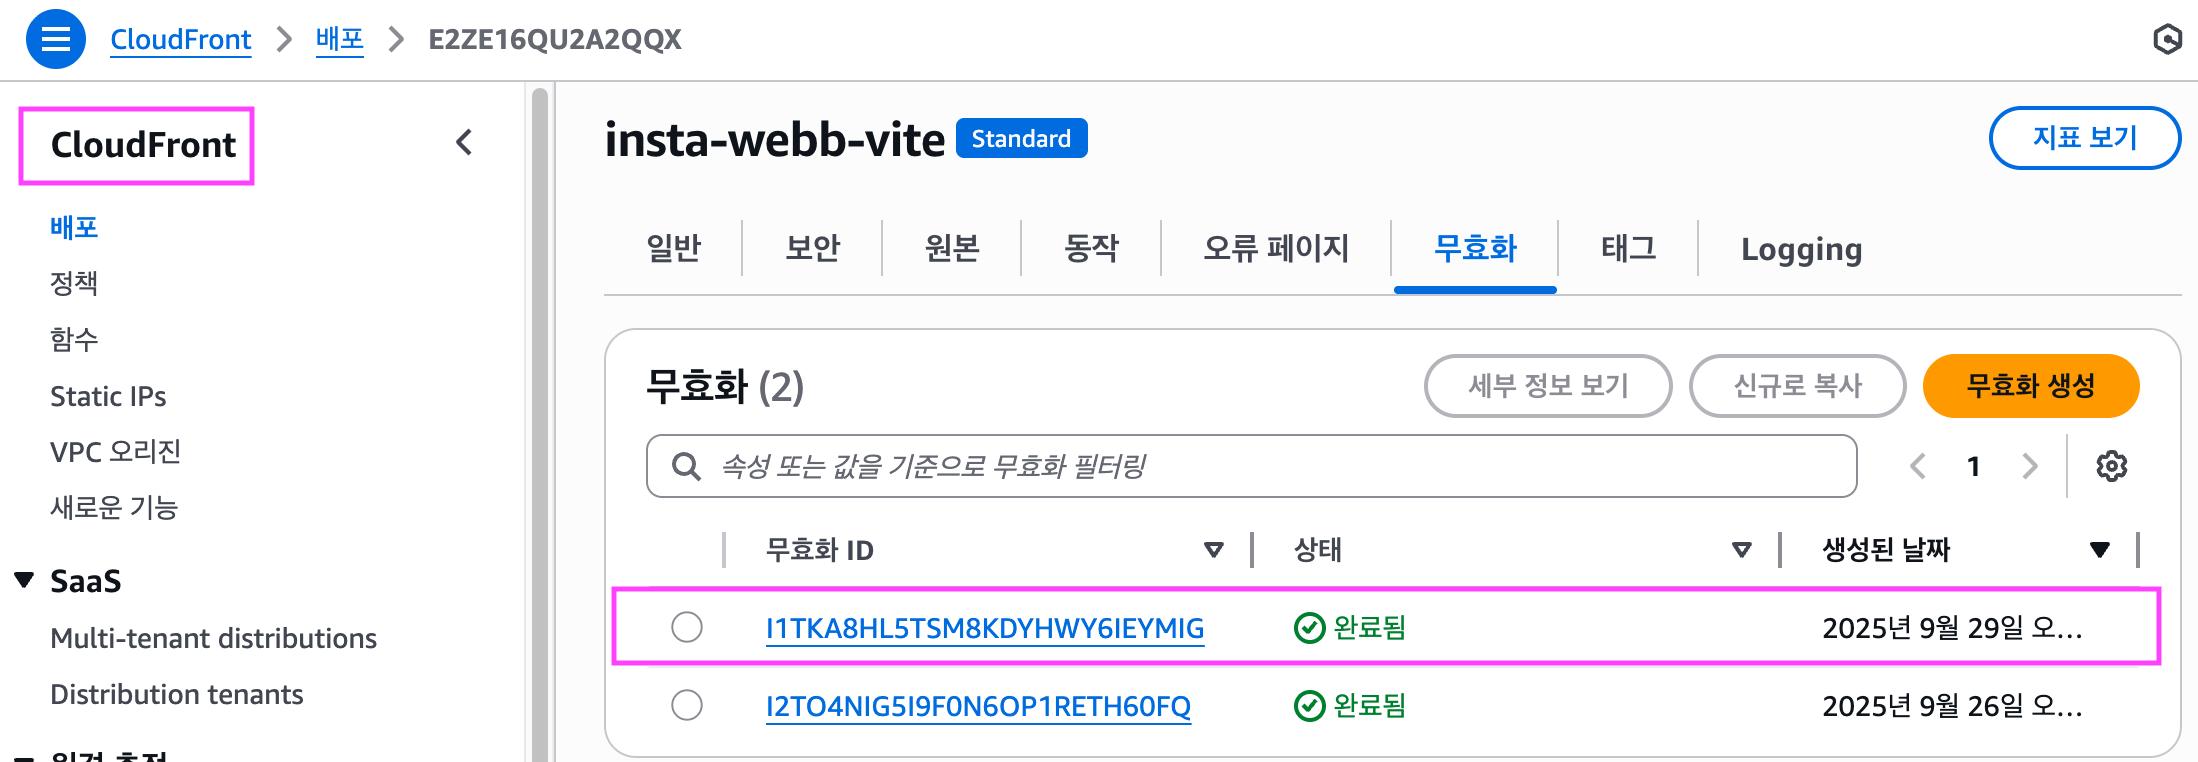 CloudFront > 배포 > E2ZE16QU2A2QQX
CloudFront
배포
정책
함수
Static IPs
VPC 오리진
새로운 기능
SaaS
Multi-tenant distributions
Distribution tenants
insta-webb-vite Standard
지표 보기
일반 보안 원본 동작 오류 페이지 무효화 태그 Logging
무효화 (2)
세부 정보 보기 신규로 복사 무효화 생성
속성 또는 값을 기준으로 무효화 필터링
1
무효화 ID 상태 생성된 날짜
I1TKA8HL5TSM8KDYHWY6IEYMIG 완료됨 2025년 9월 29일 오...
I2TO4NIG5I9F0N6OP1RETH60FQ 완료됨 2025년 9월 26일 오...